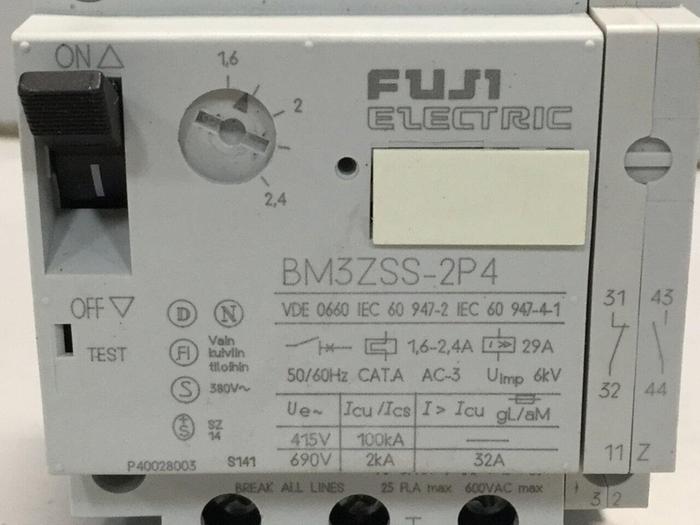 ON
1,6
2
2,4
FUJI
ELECTRIC
BM3ZSS-2P4
VDE 0660 IEC 60 947-2 IEC 60 947-4-1
1,6-2,4A I>> 29A
50/60Hz CAT.A AC-3 Uimp 6kV
Ue~ Icu/Ics I> Icu gL/aM
415V 100kA
690V 2kA 32A
OFF
TEST
D N
FI Vain
kuiviin
tiloihin
S 380V~
+S SZ
14
P40028003 S141
31 43
32 44
11 Z
BREAK ALL LINES 25 FLA max 600VAC max
3 2